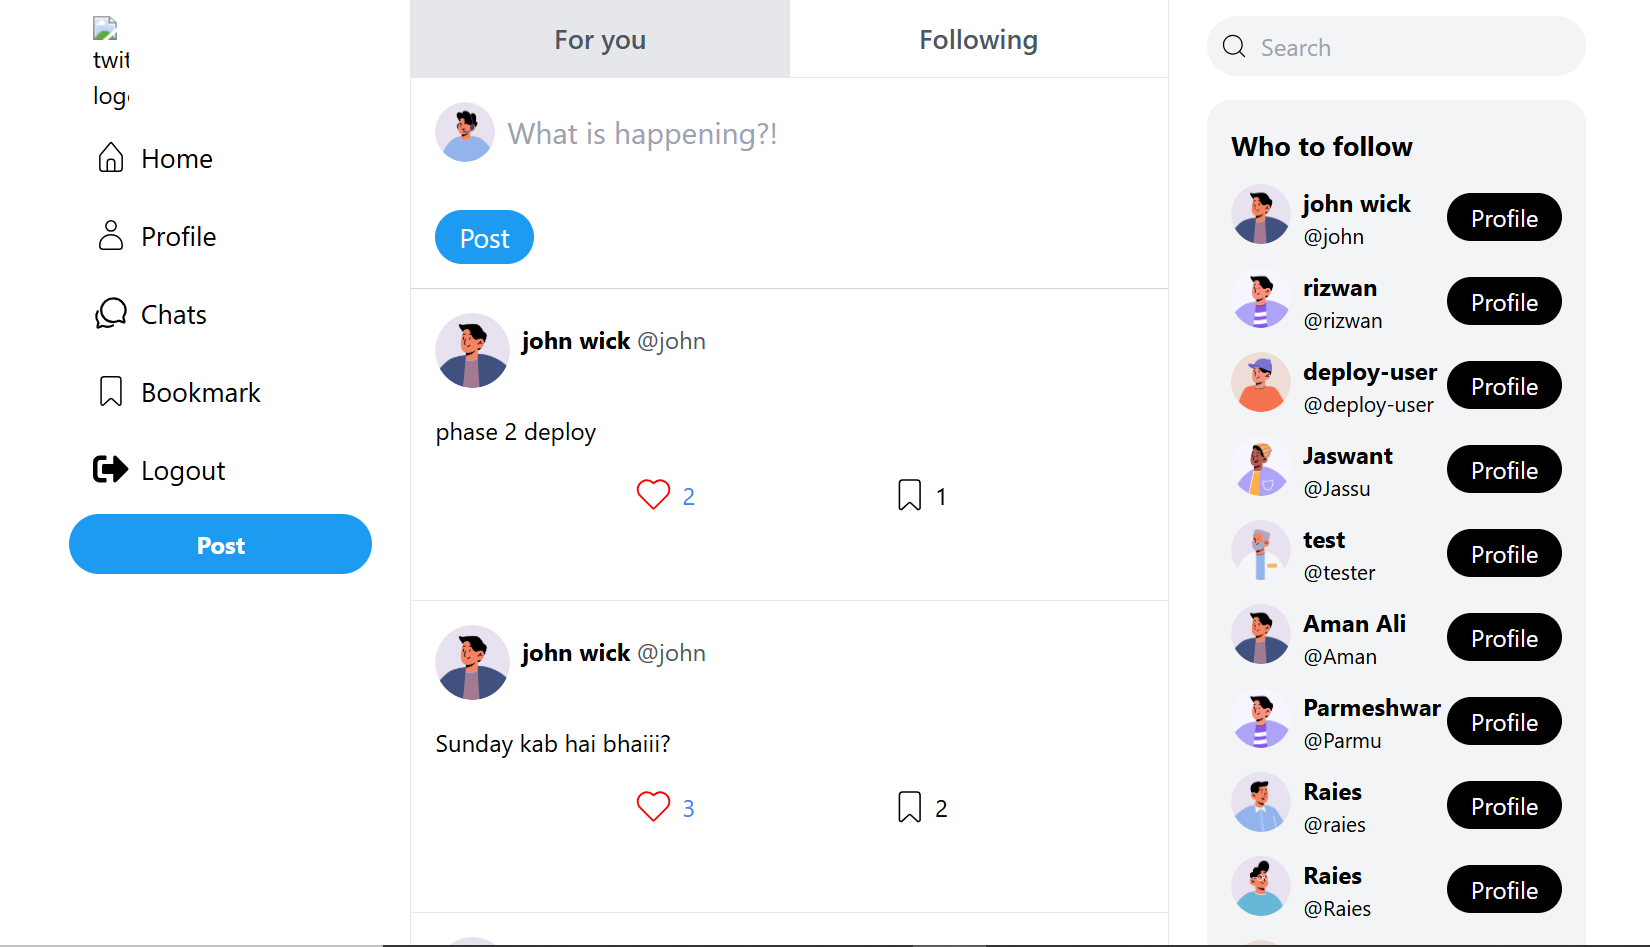 twit
logo
Home
Profile
Chats
Bookmark
Logout
Post
For you
Following
What is happening?!
Post
john wick @john
phase 2 deploy
2
1
john wick @john
Sunday kab hai bhaiii?
3
2
Search
Who to follow
john wick
@john
Profile
rizwan
@rizwan
Profile
deploy-user
@deploy-user
Profile
Jaswant
@Jassu
Profile
test
@tester
Profile
Aman Ali
@Aman
Profile
Parmeshwar
@Parmu
Profile
Raies
@raies
Profile
Raies
@Raies
Profile